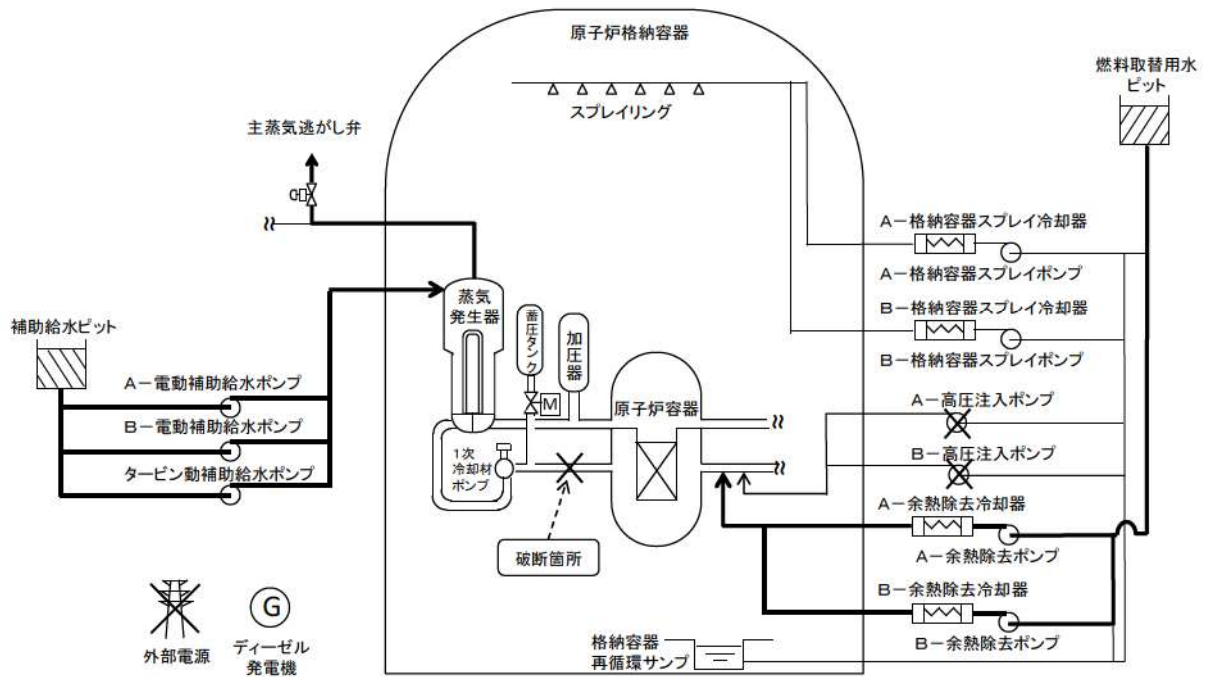 原子炉格納容器
燃料取替用水
ピット
スプレイリング
主蒸気逃がし弁
A-格納容器スプレイ冷却器
A-格納容器スプレイポンプ
蒸気
発生器
蓄圧タンク
加圧器
B-格納容器スプレイ冷却器
B-格納容器スプレイポンプ
補助給水ピット
A-電動補助給水ポンプ
M
原子炉容器
A-高圧注入ポンプ
B-電動補助給水ポンプ
1次
冷却材
ポンプ
B-高圧注入ポンプ
タービン動補助給水ポンプ
A-余熱除去冷却器
破断箇所
A-余熱除去ポンプ
B-余熱除去冷却器
G
外部電源
ディーゼル
発電機
格納容器
再循環サンプ
B-余熱除去ポンプ